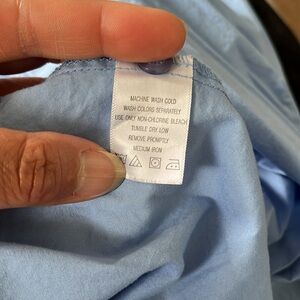 MACHINE WASH COLD
WASH COLORS SEPARATELY
USE ONLY NON-CHLORINE BLEACH
TUMBLE DRY LOW
REMOVE PROMPTLY
MEDIUM IRON